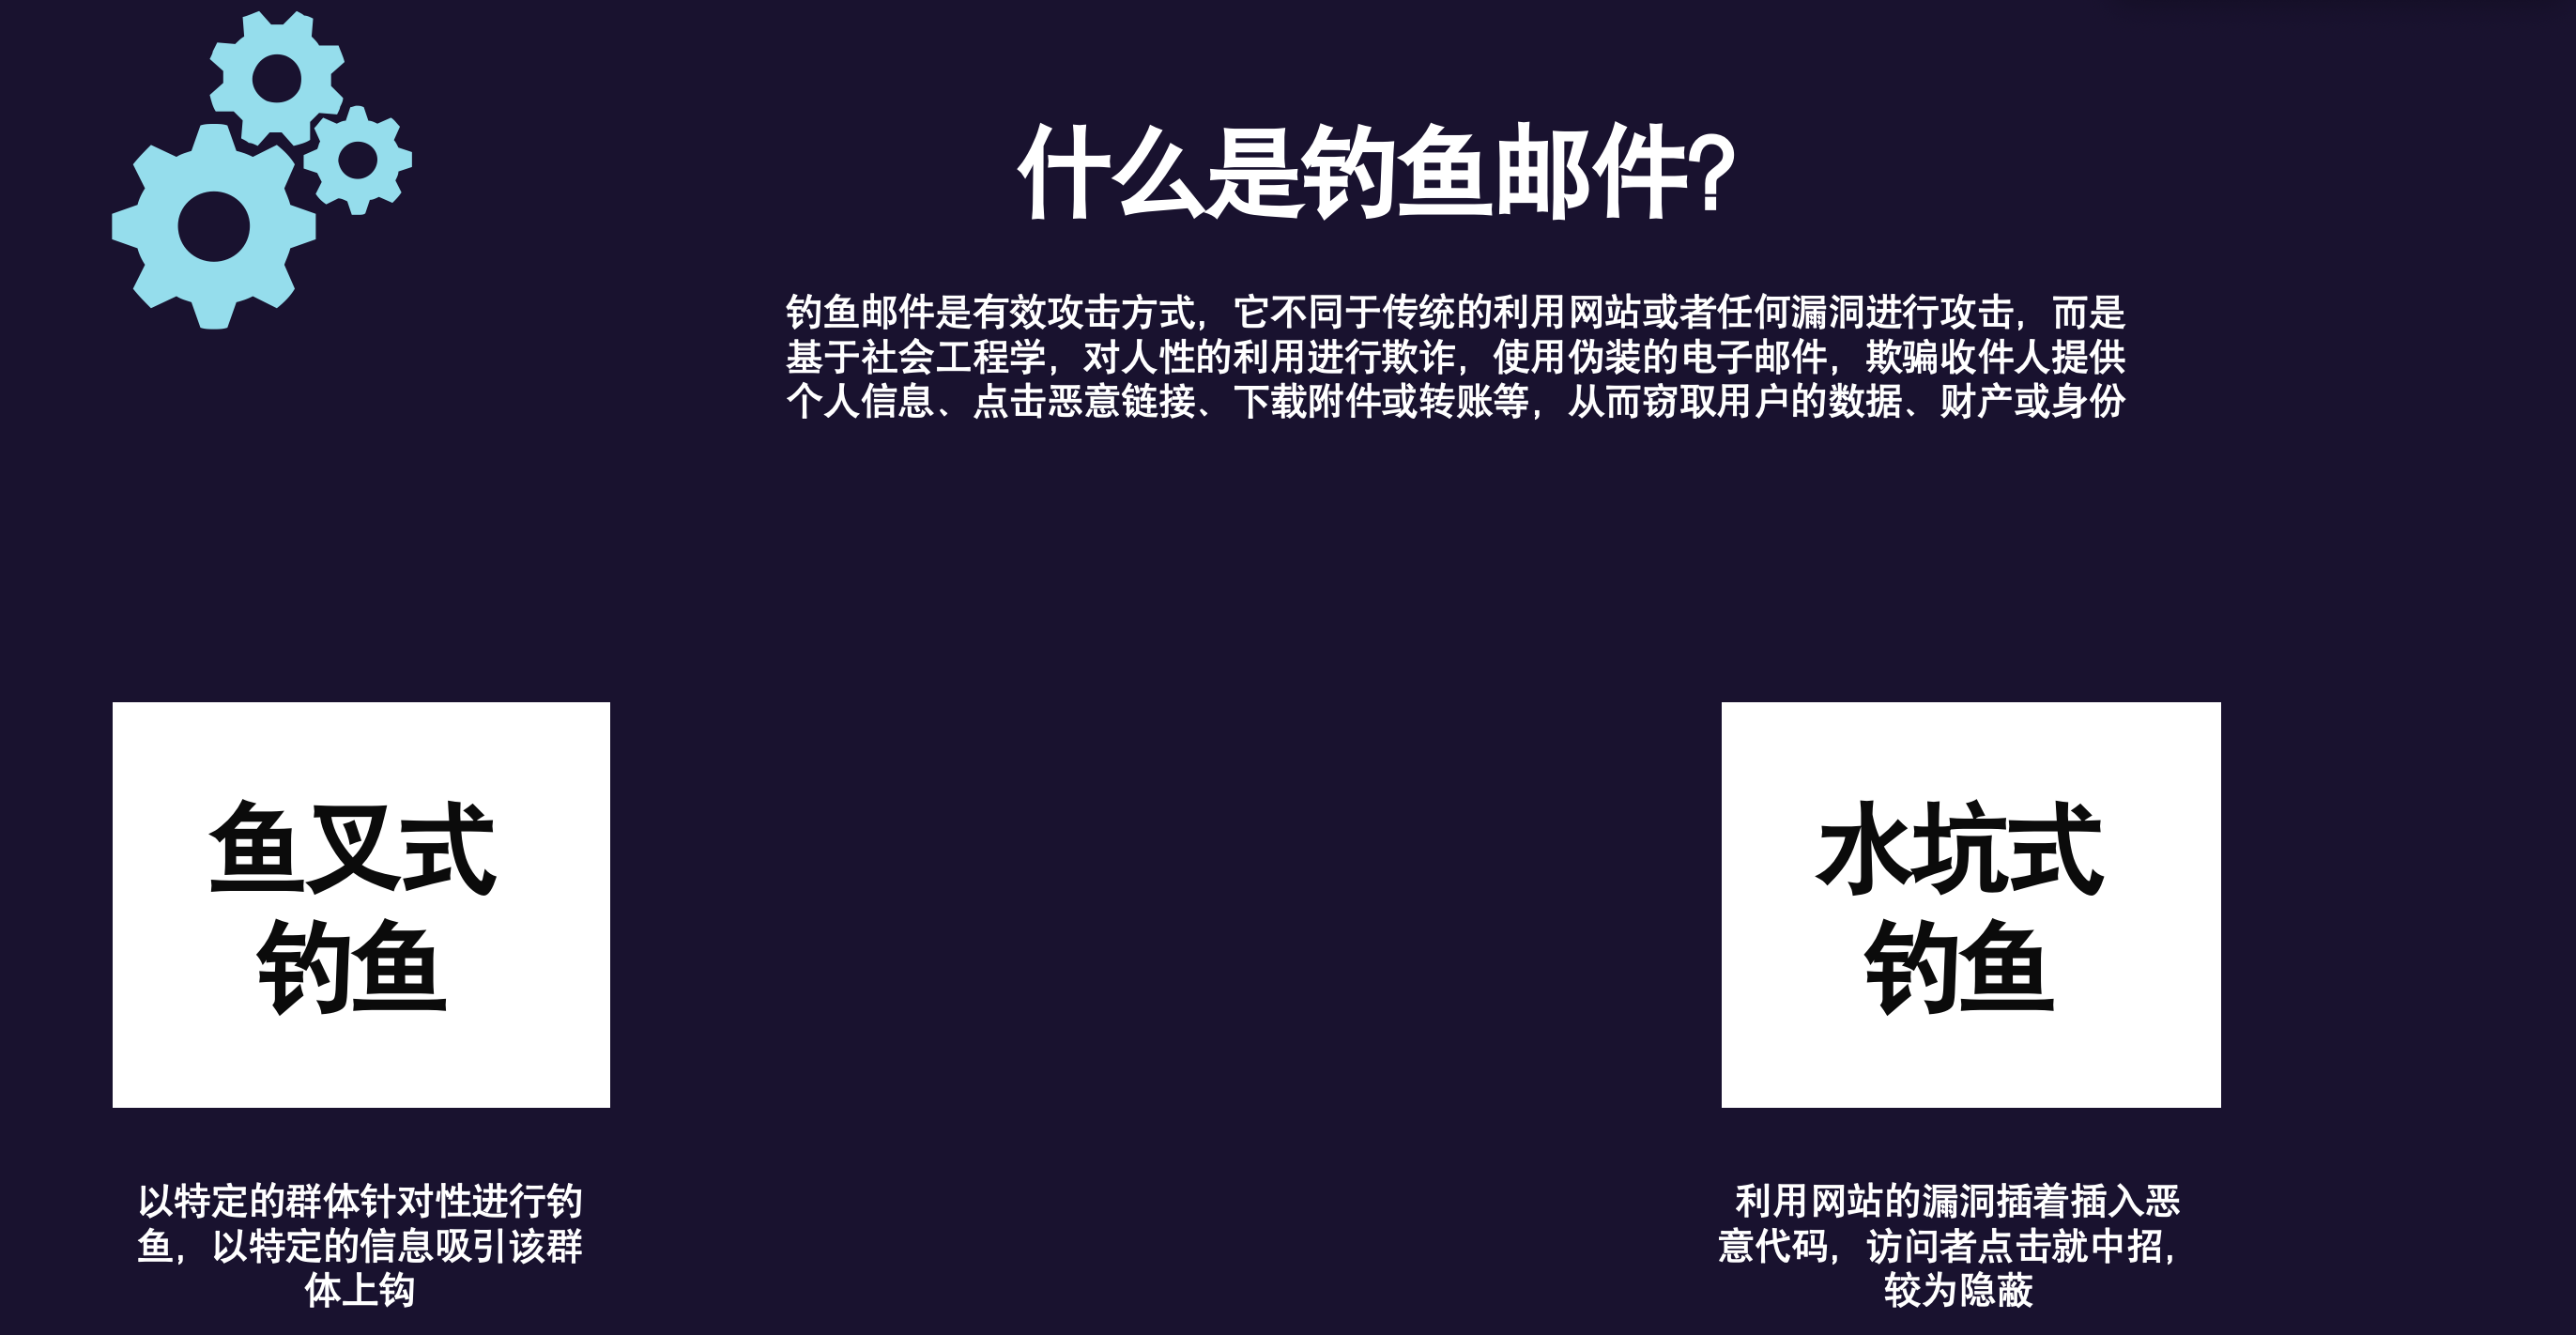 什么是钓鱼邮件?
钓鱼邮件是有效攻击方式，它不同于传统的利用网站或者任何漏洞进行攻击，而是
基于社会工程学，对人性的利用进行欺诈，使用伪装的电子邮件，欺骗收件人提供
个人信息、点击恶意链接、下载附件或转账等，从而窃取用户的数据、财产或身份
鱼叉式
钓鱼
以特定的群体针对性进行钓
鱼，以特定的信息吸引该群
体上钩
水坑式
钓鱼
利用网站的漏洞插着插入恶
意代码，访问者点击就中招，
较为隐蔽